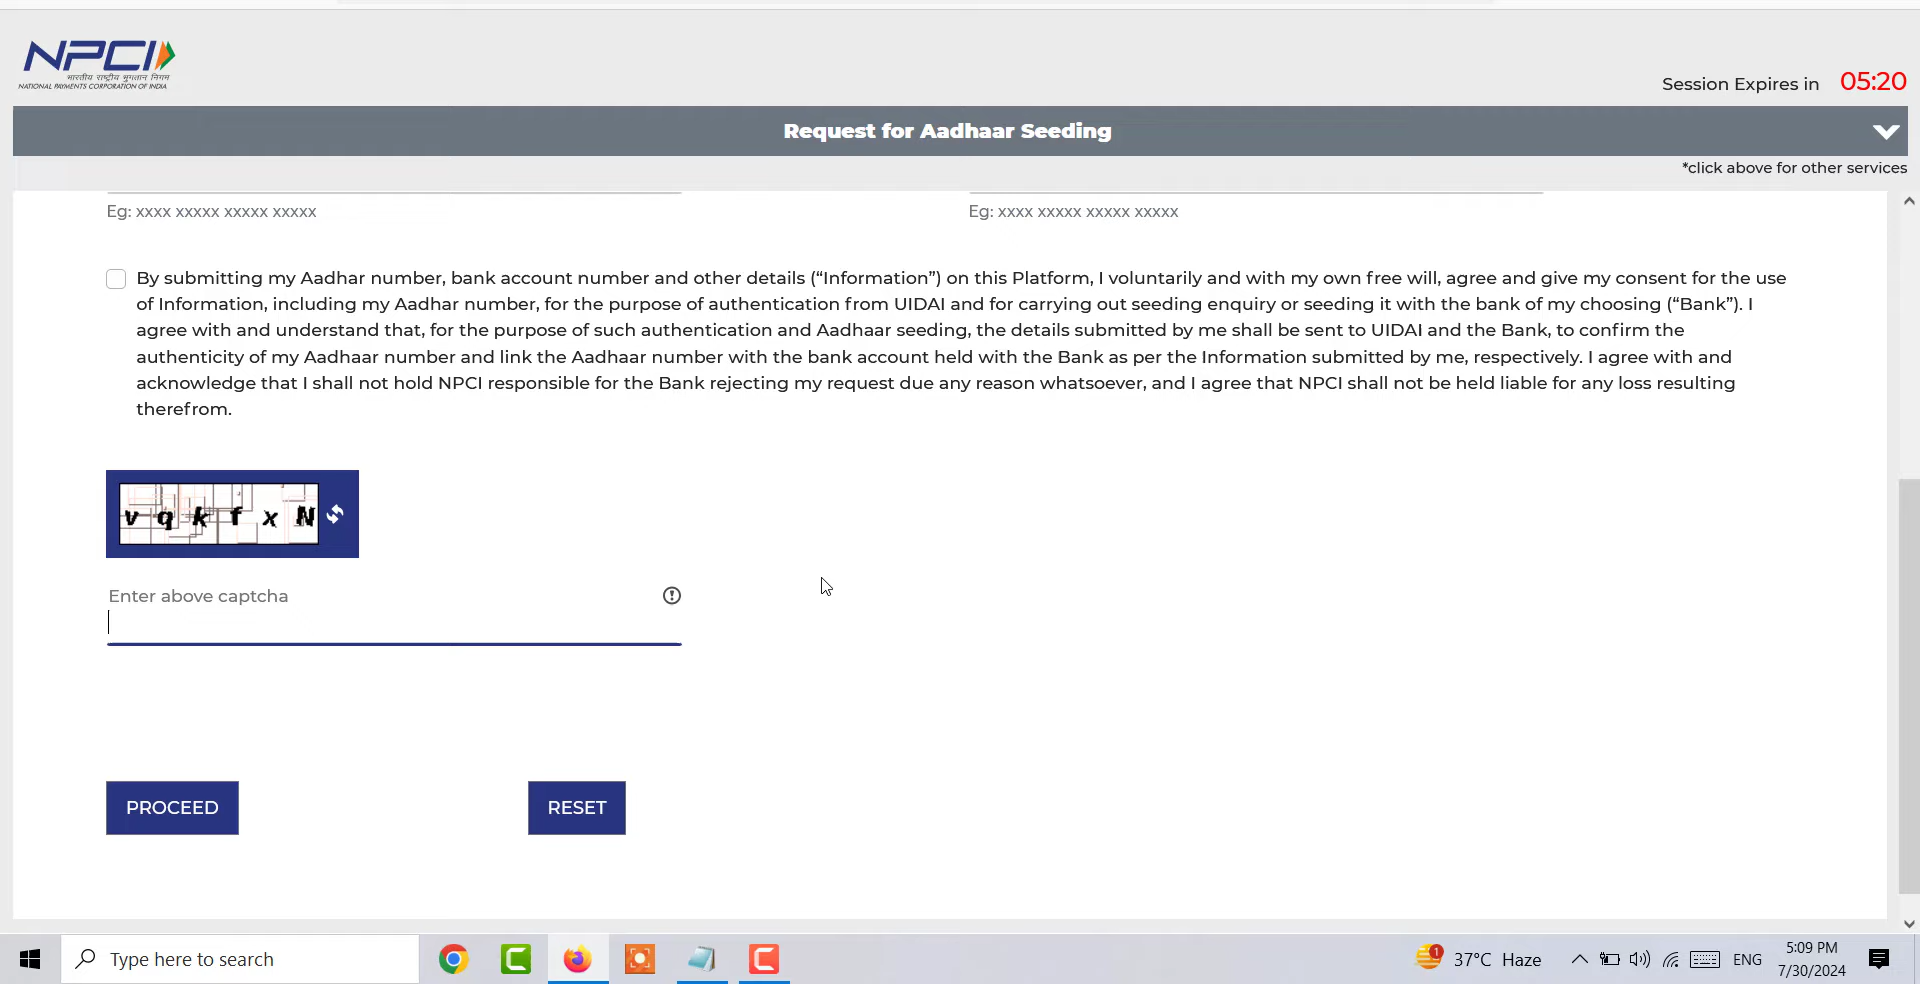 NPCI
भारतीय राष्ट्रीय भुगतान निगम
NATIONAL PAYMENTS CORPORATION OF INDIA
Session Expires in 05:20
Request for Aadhaar Seeding
*click above for other services
Eg: xxxx xxxxx xxxxx xxxxx
Eg: xxxx xxxxx xxxxx xxxxx
By submitting my Aadhar number, bank account number and other details (“Information”) on this Platform, I voluntarily and with my own free will, agree and give my consent for the use
of Information, including my Aadhar number, for the purpose of authentication from UIDAI and for carrying out seeding enquiry or seeding it with the bank of my choosing (“Bank”). I
agree with and understand that, for the purpose of such authentication and Aadhaar seeding, the details submitted by me shall be sent to UIDAI and the Bank, to confirm the
authenticity of my Aadhaar number and link the Aadhaar number with the bank account held with the Bank as per the Information submitted by me, respectively. I agree with and
acknowledge that I shall not hold NPCI responsible for the Bank rejecting my request due any reason whatsoever, and I agree that NPCI shall not be held liable for any loss resulting
therefrom.
v q k f x N
Enter above captcha
PROCEED
RESET
Type here to search
1
37°C Haze
ENG
5:09 PM
7/30/2024